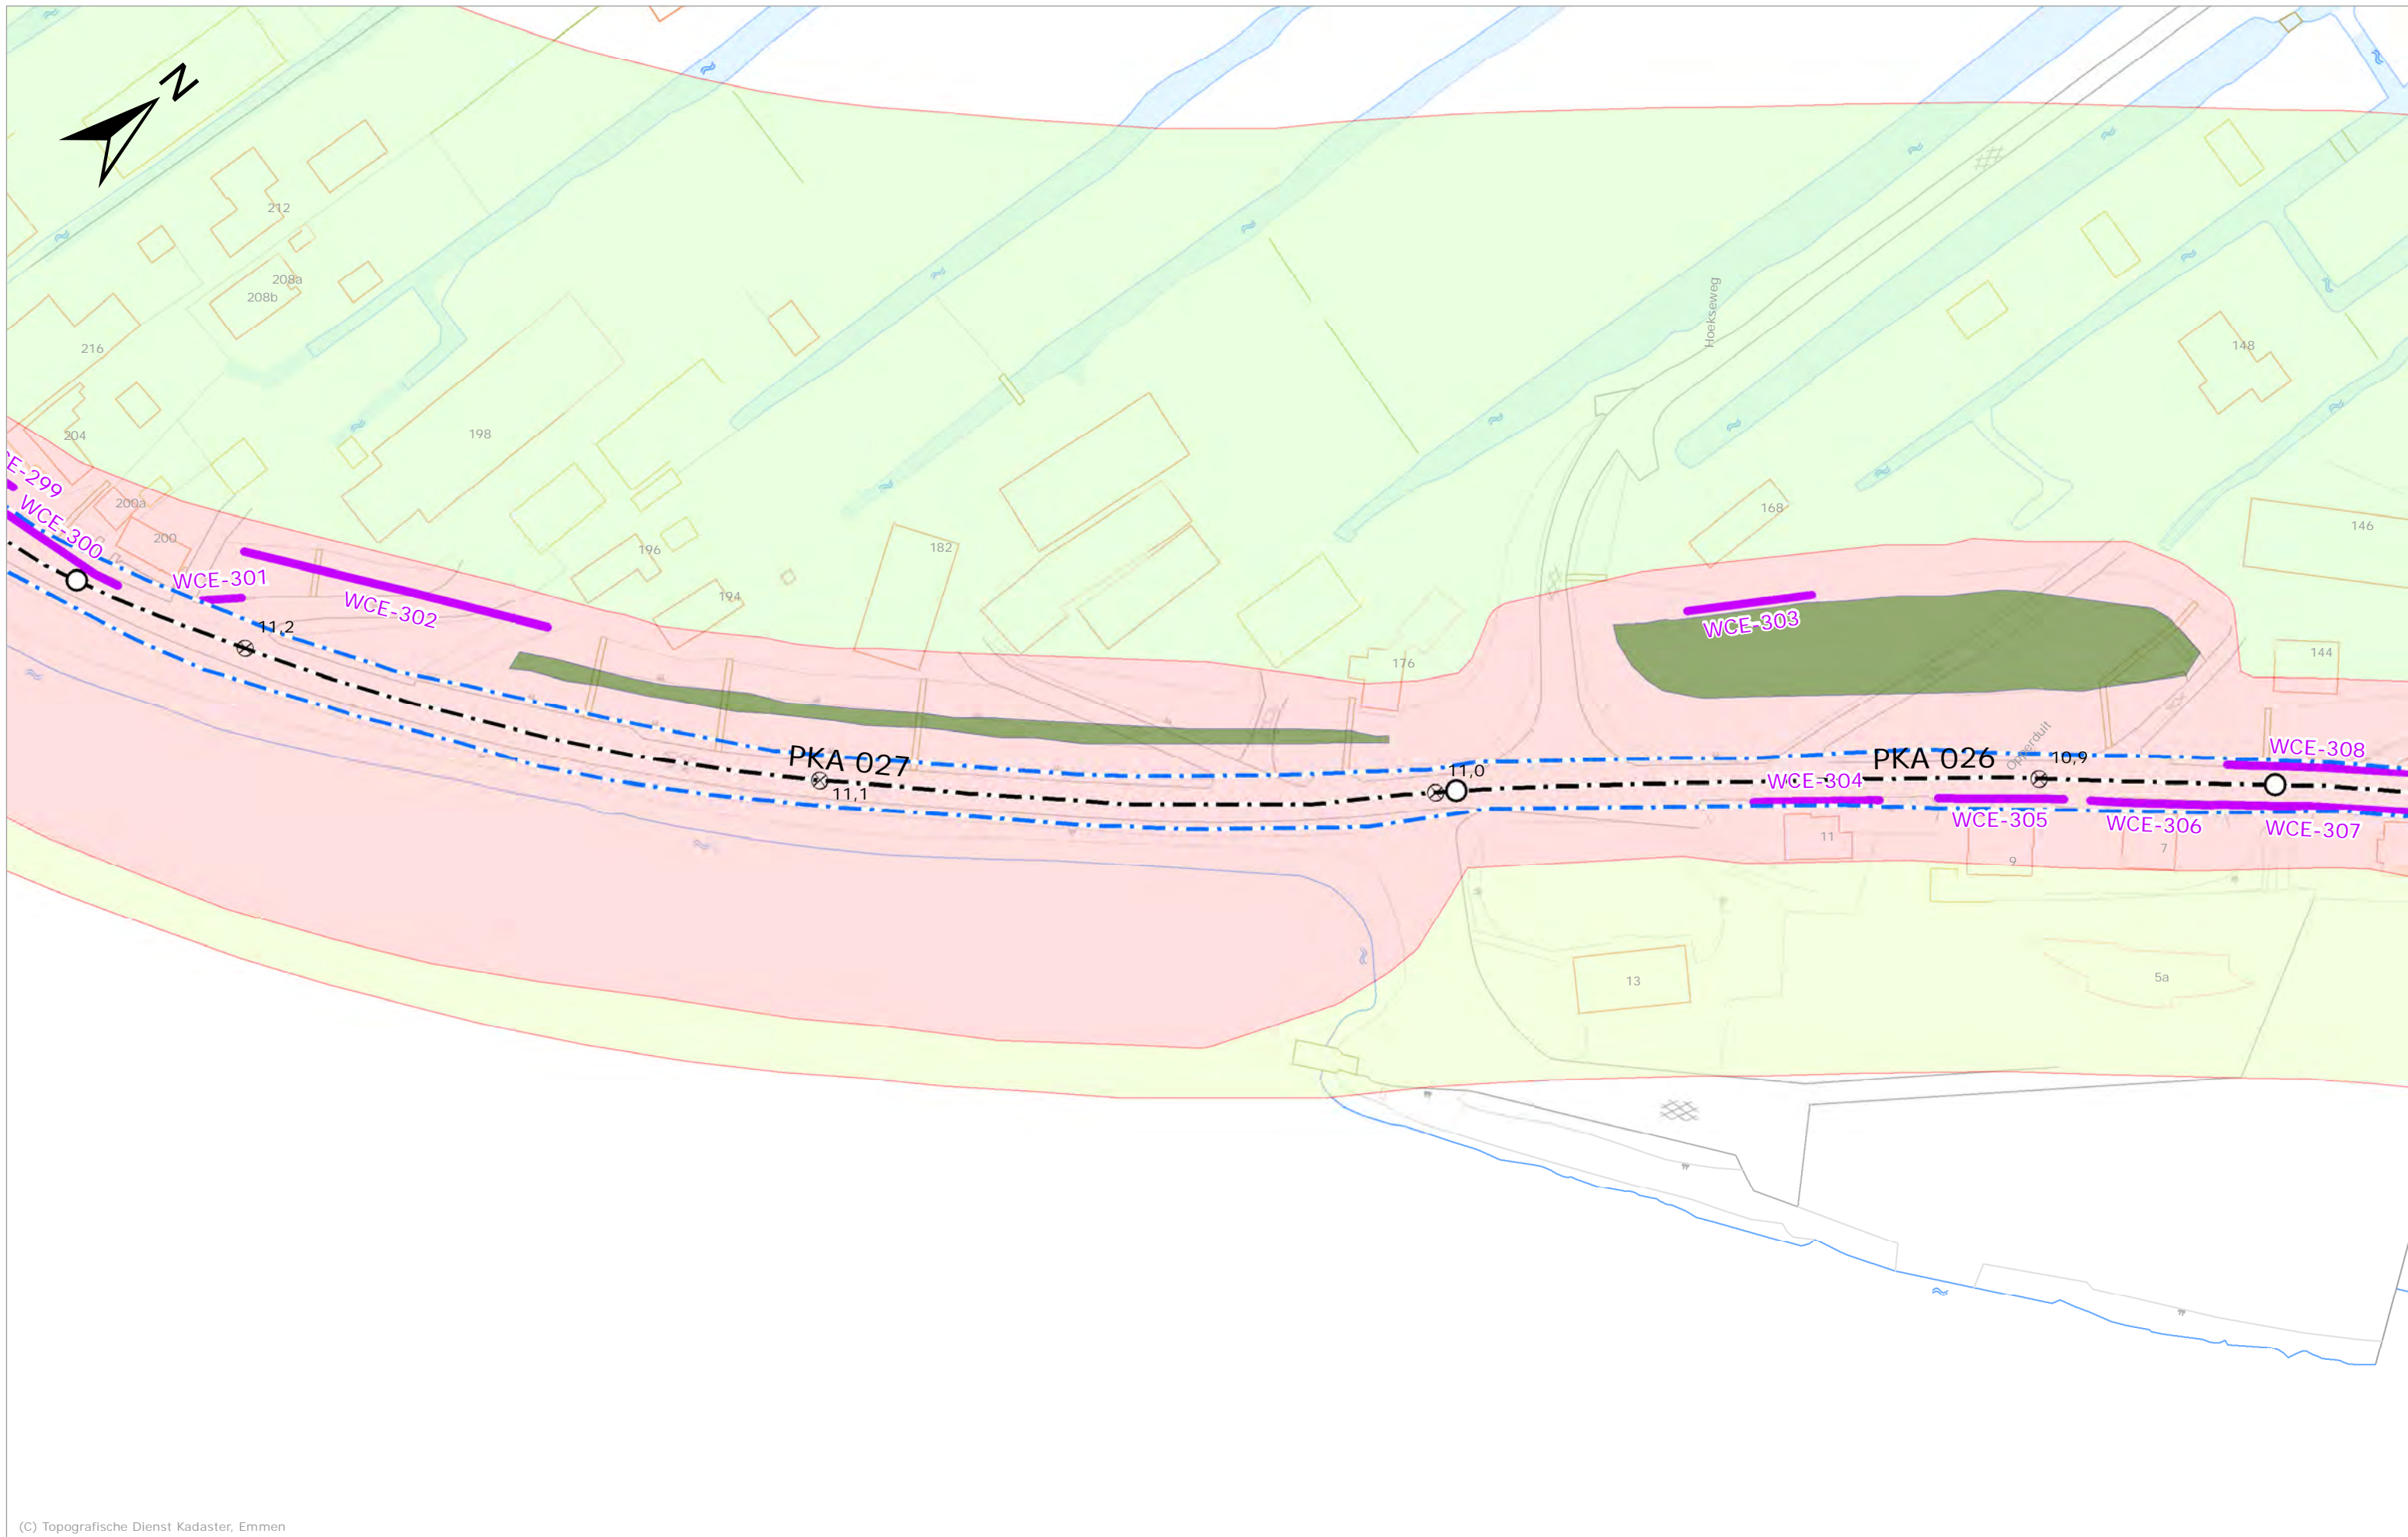 N
212
208a
208b
216
Hoekseweg
148
198
204
CE-299
200a
200
WCE-300
168
146
196
182
WCE-301
WCE-302
194
WCE-303
11,2
176
144
Opperduit
PKA 027
11,1
11,0
PKA 026
10,9
WCE-308
WCE-304
WCE-305
WCE-306
WCE-307
11
9
7
13
5a
(C) Topografische Dienst Kadaster, Emmen